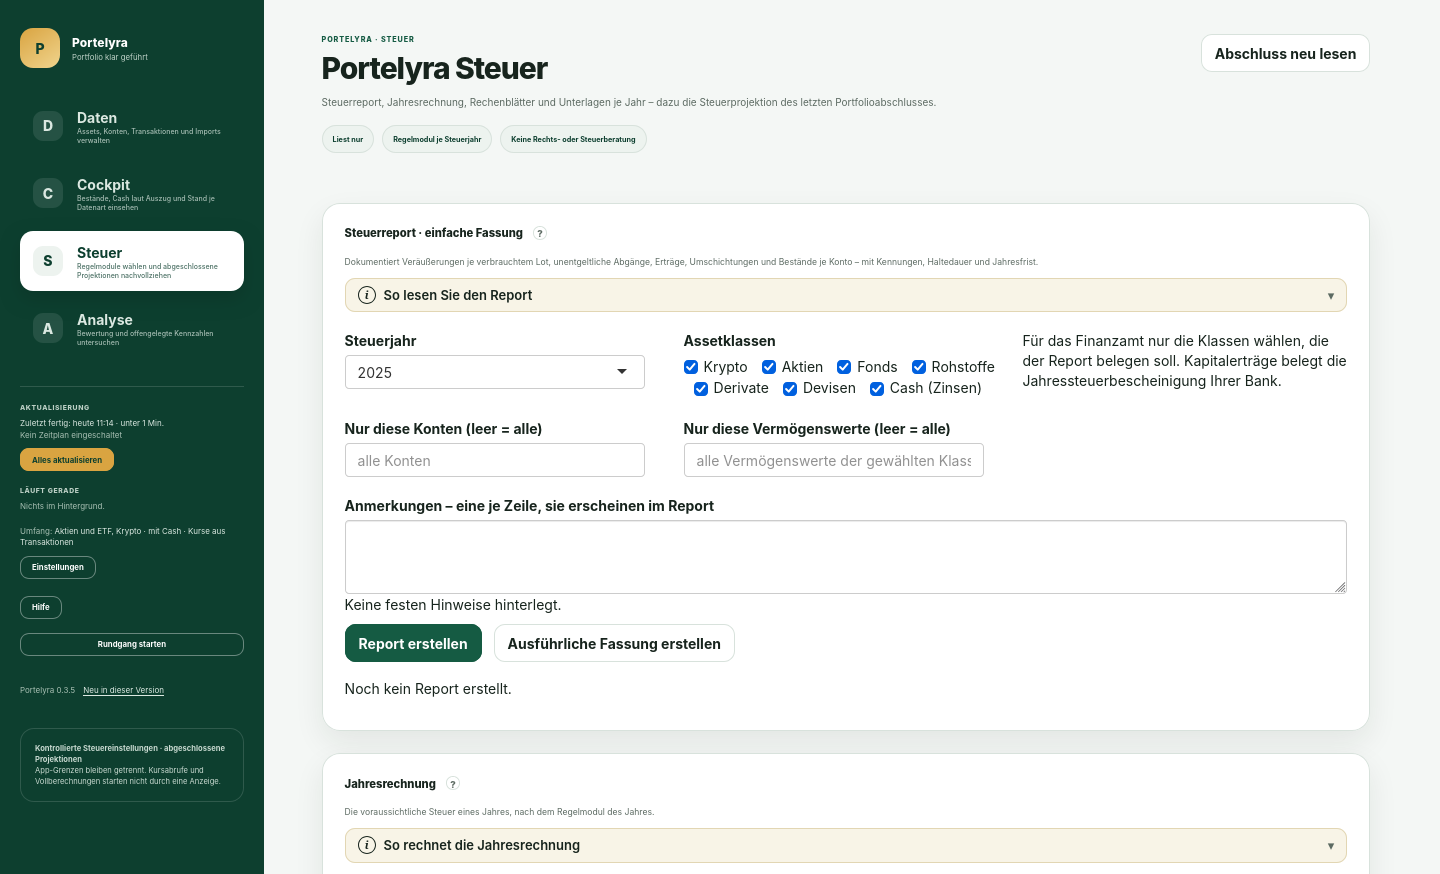 P
Portelyra
Portfolio klar geführt
D
Daten
Assets, Konten, Transaktionen und Imports
verwalten
C
Cockpit
Bestände, Cash laut Auszug und Stand je
Datenart einsehen
S
Steuer
Regelmodule wählen und abgeschlossene
Projektionen nachvollziehen
A
Analyse
Bewertung und offengelegte Kennzahlen
untersuchen
AKTUALISIERUNG
Zuletzt fertig: heute 11:14 · unter 1 Min.
Kein Zeitplan eingeschaltet
Alles aktualisieren
LÄUFT GERADE
Nichts im Hintergrund.
Umfang: Aktien und ETF, Krypto · mit Cash · Kurse aus
Transaktionen
Einstellungen
Hilfe
Rundgang starten
Portelyra 0.3.5 Neu in dieser Version
Kontrollierte Steuereinstellungen · abgeschlossene
Projektionen
App-Grenzen bleiben getrennt. Kursabrufe und
Vollberechnungen starten nicht durch eine Anzeige.
PORTELYRA · STEUER
Portelyra Steuer
Abschluss neu lesen
Steuerreport, Jahresrechnung, Rechenblätter und Unterlagen je Jahr – dazu die Steuerprojektion des letzten Portfolioabschlusses.
Liest nur
Regelmodul je Steuerjahr
Keine Rechts- oder Steuerberatung
Steuerreport · einfache Fassung ?
Dokumentiert Veräußerungen je verbrauchtem Lot, unentgeltliche Abgänge, Erträge, Umschichtungen und Bestände je Konto – mit Kennungen, Haltedauer und Jahresfrist.
i So lesen Sie den Report ▾
Steuerjahr
2025
Assetklassen
Krypto Aktien Fonds Rohstoffe
Derivate Devisen Cash (Zinsen)
Für das Finanzamt nur die Klassen wählen, die
der Report belegen soll. Kapitalerträge belegt die
Jahressteuerbescheinigung Ihrer Bank.
Nur diese Konten (leer = alle)
alle Konten
Nur diese Vermögenswerte (leer = alle)
alle Vermögenswerte der gewählten Klass
Anmerkungen – eine je Zeile, sie erscheinen im Report
Keine festen Hinweise hinterlegt.
Report erstellen
Ausführliche Fassung erstellen
Noch kein Report erstellt.
Jahresrechnung ?
Die voraussichtliche Steuer eines Jahres, nach dem Regelmodul des Jahres.
i So rechnet die Jahresrechnung ▾